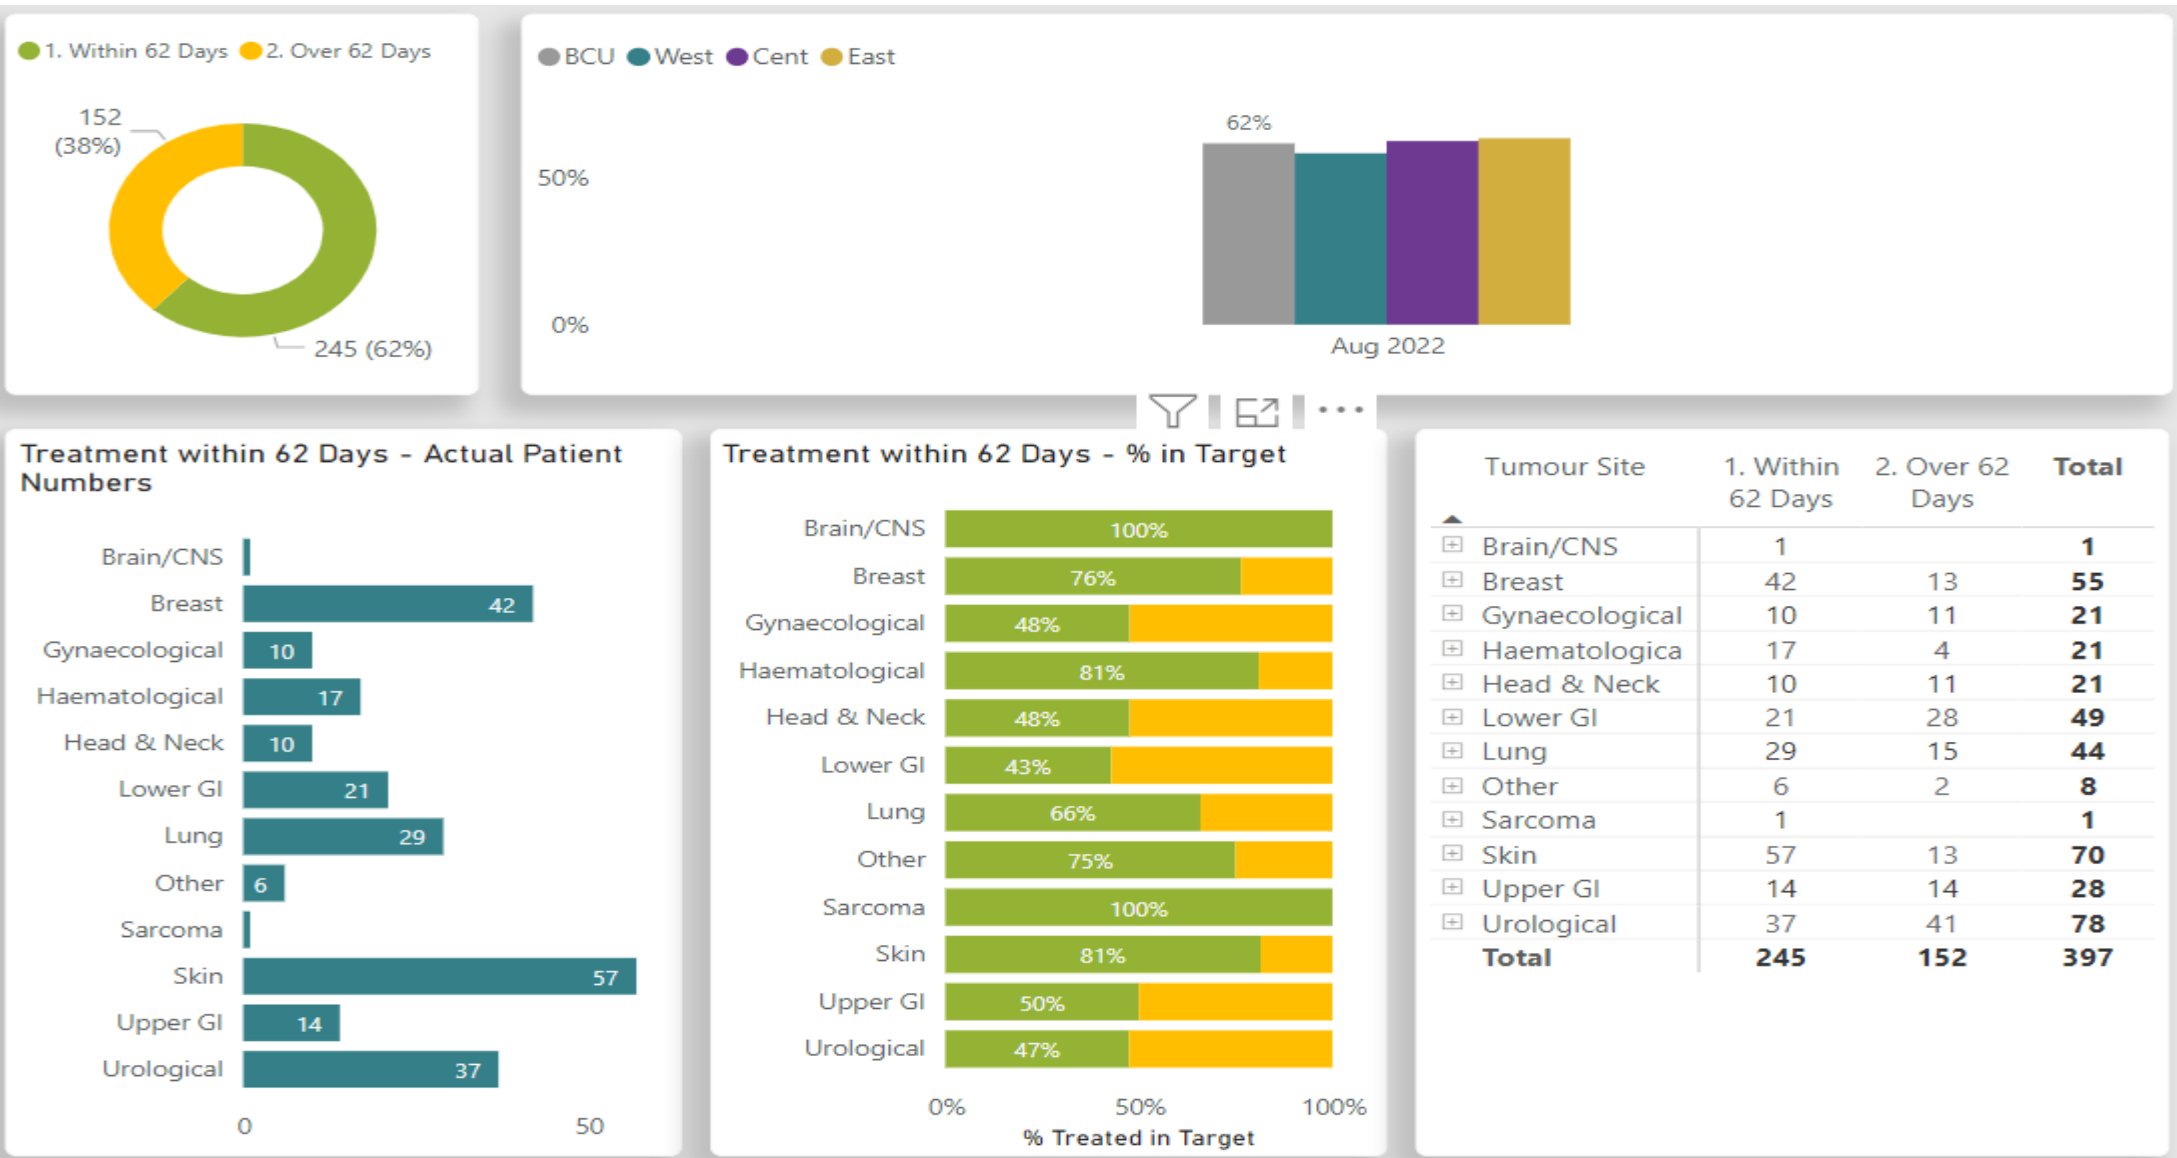 1. Within 62 Days 2. Over 62 Days
152
(38%)
245 (62%)
BCU West Cent East
62%
50%
0%
Aug 2022
Treatment within 62 Days - Actual Patient
Numbers
Brain/CNS
Breast 42
Gynaecological 10
Haematological 17
Head & Neck 10
Lower GI 21
Lung 29
Other 6
Sarcoma
Skin 57
Upper GI 14
Urological 37
0 50
Treatment within 62 Days - % in Target
Brain/CNS 100%
Breast 76%
Gynaecological 48%
Haematological 81%
Head & Neck 48%
Lower GI 43%
Lung 66%
Other 75%
Sarcoma 100%
Skin 81%
Upper GI 50%
Urological 47%
0% 50% 100%
% Treated in Target
Tumour Site 1. Within 2. Over 62 Total
62 Days Days
Brain/CNS 1 1
Breast 42 13 55
Gynaecological 10 11 21
Haematologica 17 4 21
Head & Neck 10 11 21
Lower GI 21 28 49
Lung 29 15 44
Other 6 2 8
Sarcoma 1 1
Skin 57 13 70
Upper GI 14 14 28
Urological 37 41 78
Total 245 152 397